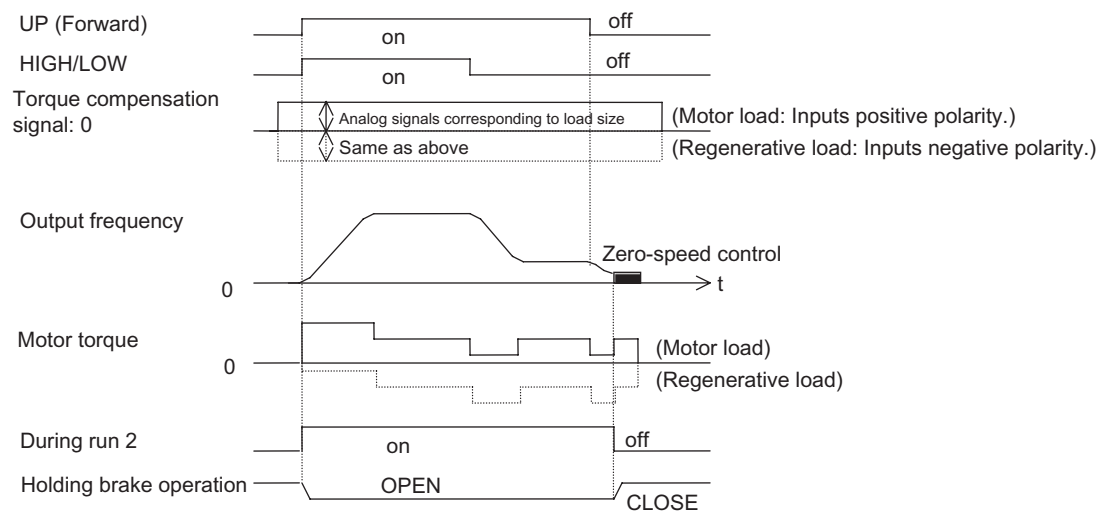 UP (Forward)
on
off
HIGH/LOW
on
off
Torque compensation
signal: 0
Analog signals corresponding to load size
(Motor load: Inputs positive polarity.)
Same as above
(Regenerative load: Inputs negative polarity.)
Output frequency
Zero-speed control
0
t
Motor torque
0
(Motor load)
(Regenerative load)
During run 2
on
off
Holding brake operation
OPEN
CLOSE